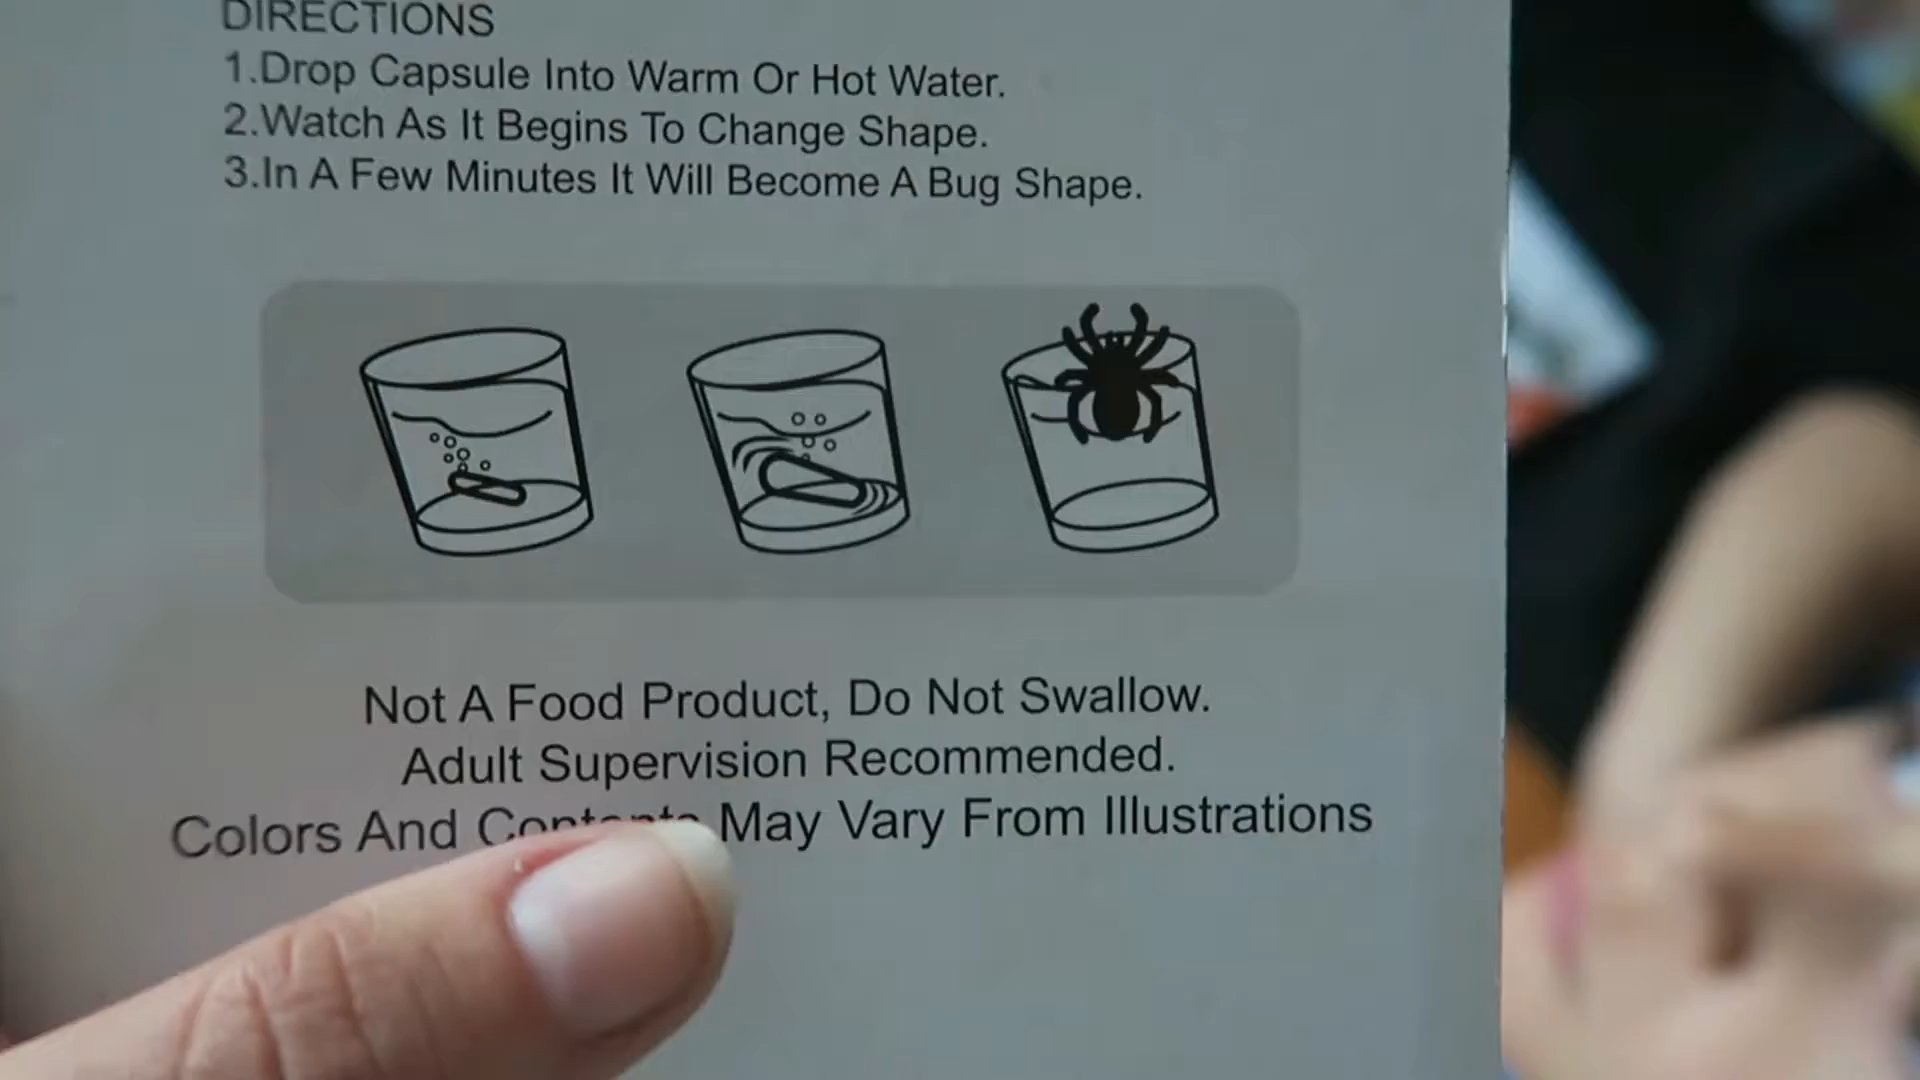 DIRECTIONS
1.Drop Capsule Into Warm Or Hot Water.
2.Watch As It Begins To Change Shape.
3.In A Few Minutes It Will Become A Bug Shape.
Not A Food Product, Do Not Swallow.
Adult Supervision Recommended.
Colors And Contents May Vary From Illustrations